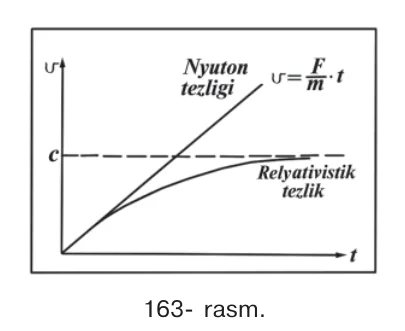 υ
Nyuton
tezligi
υ = F/m · t
c
Relyativistik
tezlik
t
163- rasm.